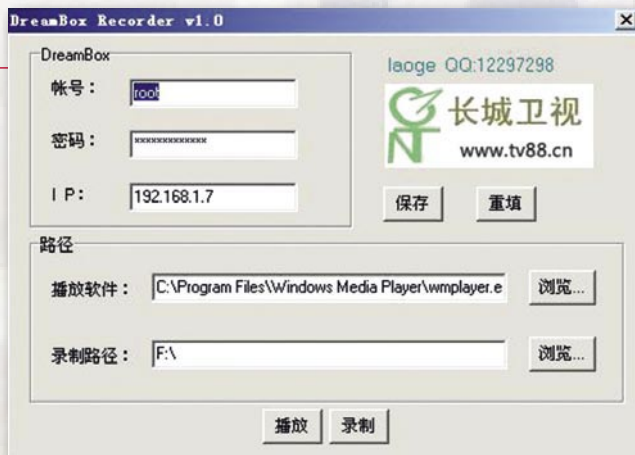 DreamBox Recorder v1.0
DreamBox
帐号：
root
密码：
*************
I P:
192.168.1.7
laoge QQ:12297298
GNT
长城卫视
www.tv88.cn
保存
重填
路径
播放软件：
C:\Program Files\Windows Media Player\wmplayer.e
浏览...
录制路径：
F:\
浏览...
播放
录制